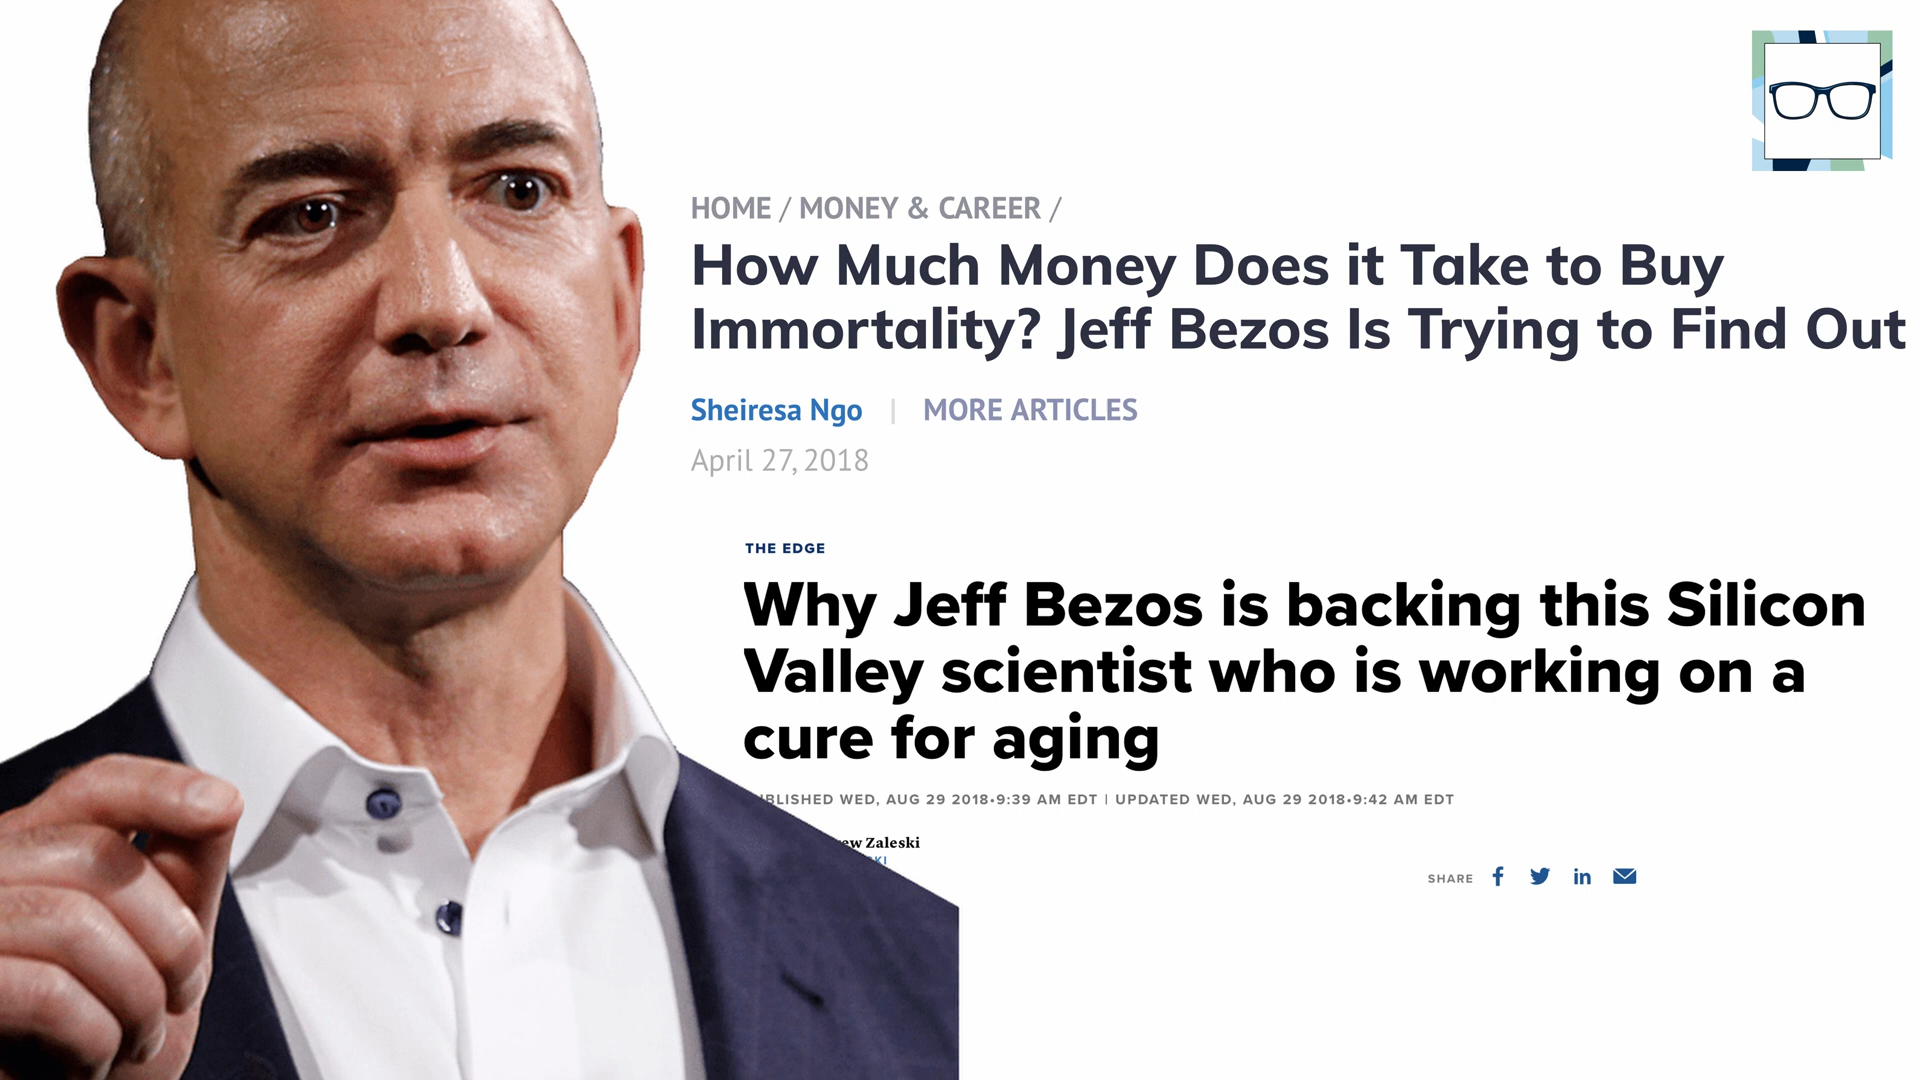 HOME / MONEY & CAREER /
How Much Money Does it Take to Buy
Immortality? Jeff Bezos Is Trying to Find Out
Sheiresa Ngo | MORE ARTICLES
April 27, 2018
THE EDGE
Why Jeff Bezos is backing this Silicon
Valley scientist who is working on a
cure for aging
WED, AUG 29 2018•9:39 AM EDT | UPDATED WED, AUG 29 2018•9:42 AM EDT
Zaleski
SHARE